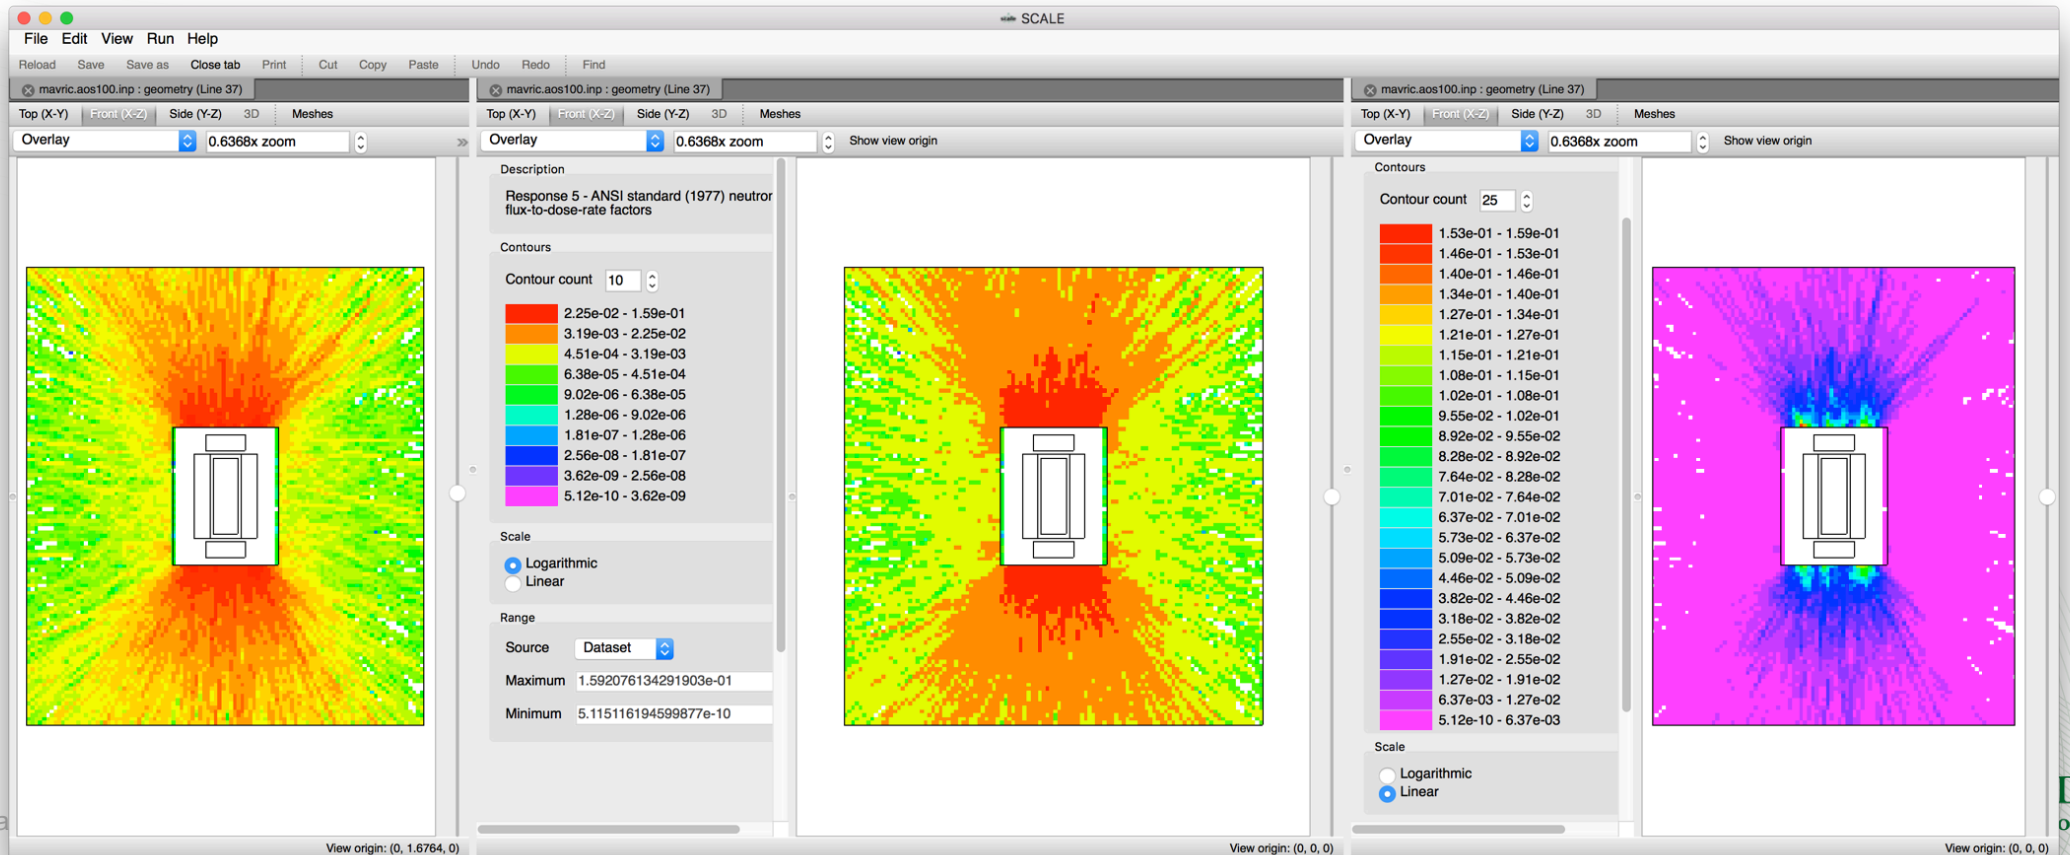 SCALE
File Edit View Run Help
Reload Save Save as Close tab Print Cut Copy Paste Undo Redo Find
mavric.aos100.inp : geometry (Line 37)
Top (X-Y) Front (X-Z) Side (Y-Z) 3D Meshes
Overlay 0.6368x zoom »
View origin: (0, 1.6764, 0)
mavric.aos100.inp : geometry (Line 37)
Top (X-Y) Front (X-Z) Side (Y-Z) 3D Meshes
Overlay 0.6368x zoom Show view origin
Description
Response 5 - ANSI standard (1977) neutron
flux-to-dose-rate factors
Contours
Contour count 10
2.25e-02 - 1.59e-01
3.19e-03 - 2.25e-02
4.51e-04 - 3.19e-03
6.38e-05 - 4.51e-04
9.02e-06 - 6.38e-05
1.28e-06 - 9.02e-06
1.81e-07 - 1.28e-06
2.56e-08 - 1.81e-07
3.62e-09 - 2.56e-08
5.12e-10 - 3.62e-09
Scale
Logarithmic
Linear
Range
Source Dataset
Maximum 1.592076134291903e-01
Minimum 5.115116194599877e-10
View origin: (0, 0, 0)
mavric.aos100.inp : geometry (Line 37)
Top (X-Y) Front (X-Z) Side (Y-Z) 3D Meshes
Overlay 0.6368x zoom Show view origin
Contours
Contour count 25
1.53e-01 - 1.59e-01
1.46e-01 - 1.53e-01
1.40e-01 - 1.46e-01
1.34e-01 - 1.40e-01
1.27e-01 - 1.34e-01
1.21e-01 - 1.27e-01
1.15e-01 - 1.21e-01
1.08e-01 - 1.15e-01
1.02e-01 - 1.08e-01
9.55e-02 - 1.02e-01
8.92e-02 - 9.55e-02
8.28e-02 - 8.92e-02
7.64e-02 - 8.28e-02
7.01e-02 - 7.64e-02
6.37e-02 - 7.01e-02
5.73e-02 - 6.37e-02
5.09e-02 - 5.73e-02
4.46e-02 - 5.09e-02
3.82e-02 - 4.46e-02
3.18e-02 - 3.82e-02
2.55e-02 - 3.18e-02
1.91e-02 - 2.55e-02
1.27e-02 - 1.91e-02
6.37e-03 - 1.27e-02
5.12e-10 - 6.37e-03
Scale
Logarithmic
Linear
View origin: (0, 0, 0)